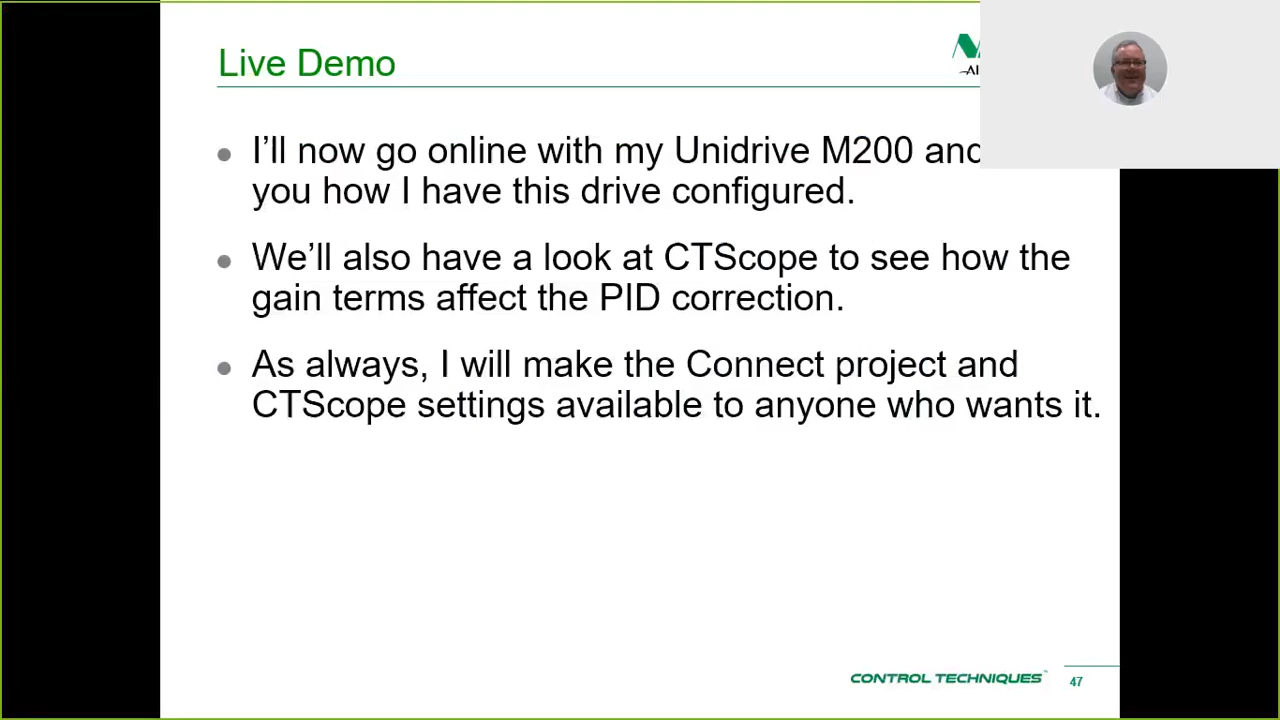 Live Demo
I’ll now go online with my Unidrive M200 and
you how I have this drive configured.
We’ll also have a look at CTScope to see how the
gain terms affect the PID correction.
As always, I will make the Connect project and
CTScope settings available to anyone who wants it.
CONTROL TECHNIQUES™
47